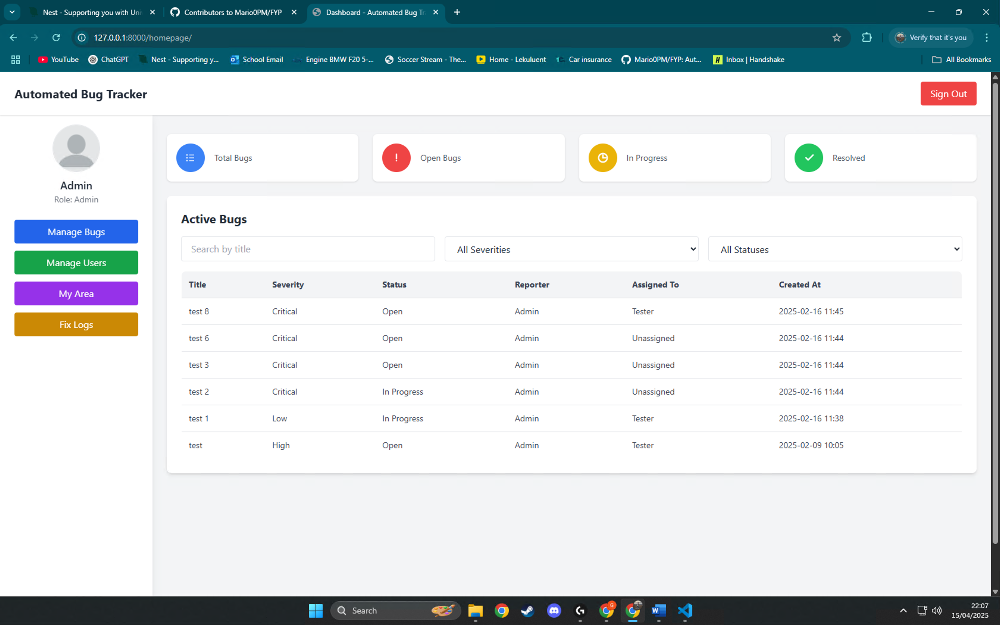 Nest - Supporting you with Uni
Contributors to Mario0PM/FYP
Dashboard - Automated Bug Tr
127.0.0.1:8000/homepage/
Verify that it's you
YouTube
ChatGPT
Nest - Supporting y...
School Email
Engine BMW F20 5-...
Soccer Stream - The...
Home - Lekuluent
Car insurance
Mario0PM/FYP: Aut...
Inbox | Handshake
All Bookmarks
Automated Bug Tracker
Sign Out
Admin
Role: Admin
Manage Bugs
Manage Users
My Area
Fix Logs
Total Bugs
Open Bugs
In Progress
Resolved
Active Bugs
Search by title
All Severities
All Statuses
Title Severity Status Reporter Assigned To Created At
test 8 Critical Open Admin Tester 2025-02-16 11:45
test 6 Critical Open Admin Unassigned 2025-02-16 11:44
test 3 Critical Open Admin Unassigned 2025-02-16 11:44
test 2 Critical In Progress Admin Unassigned 2025-02-16 11:44
test 1 Low In Progress Admin Tester 2025-02-16 11:38
test High Open Admin Tester 2025-02-09 10:05
Search
22:07
15/04/2025